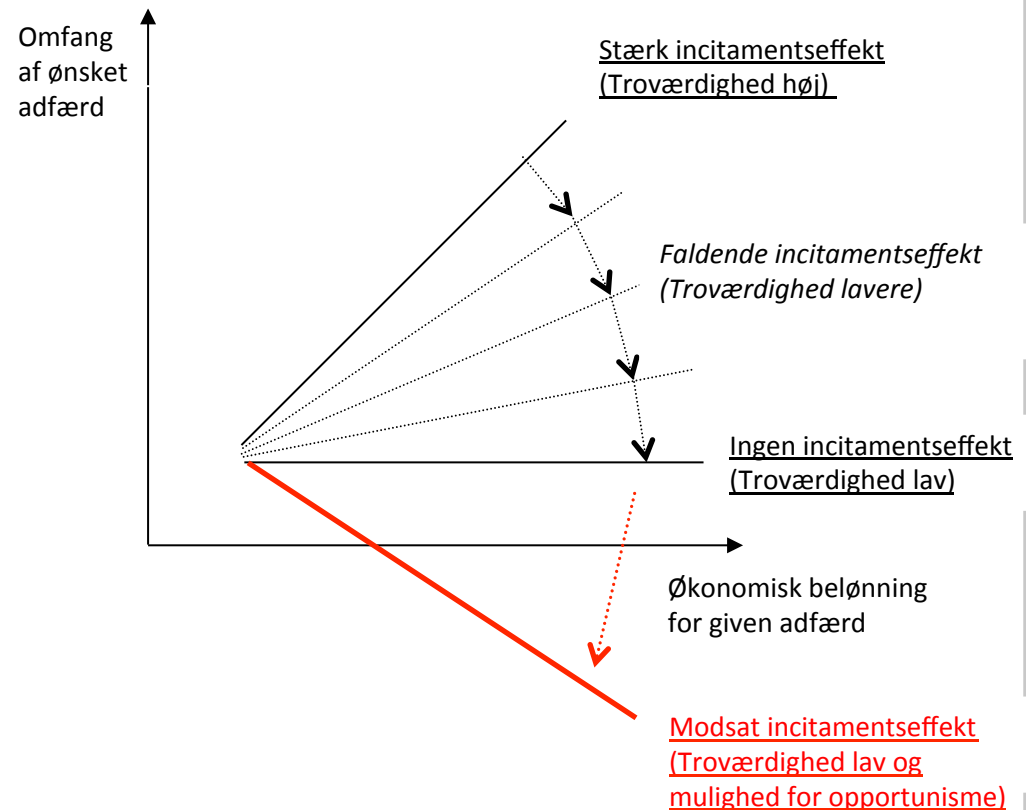 Omfang
af ønsket
adfærd
Stærk incitamentseffekt
(Troværdighed høj)
Faldende incitamentseffekt
(Troværdighed lavere)
Ingen incitamentseffekt
(Troværdighed lav)
Økonomisk belønning
for given adfærd
Modsat incitamentseffekt
(Troværdighed lav og
mulighed for opportunisme)